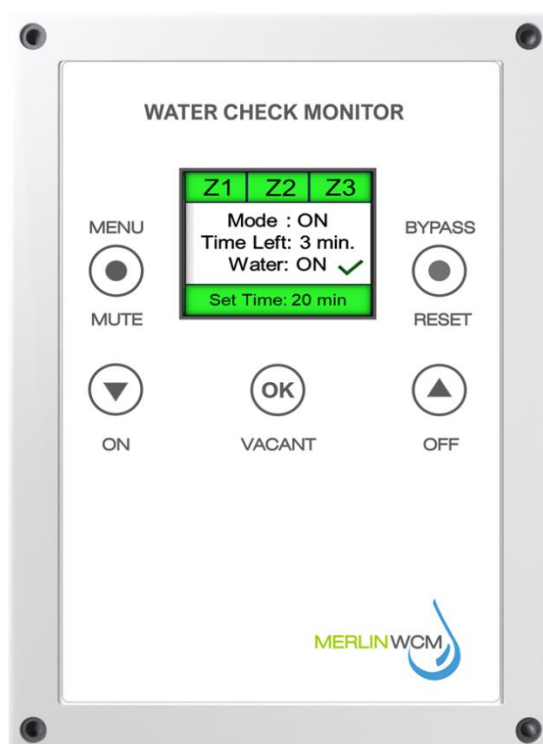 WATER CHECK MONITOR
Z1 Z2 Z3
Mode : ON
Time Left: 3 min.
Water: ON
Set Time: 20 min
MENU
MUTE
BYPASS
RESET
ON
OK
VACANT
OFF
MERLINWCM